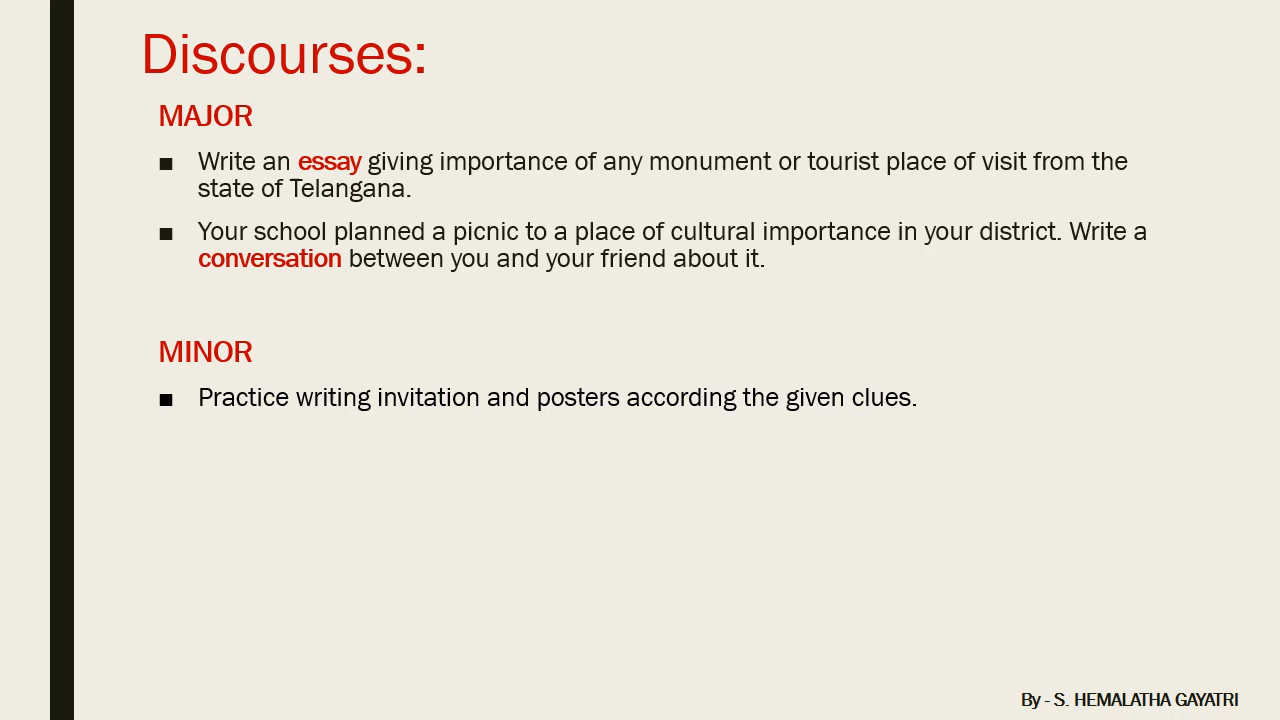 Discourses:
MAJOR
■ Write an essay giving importance of any monument or tourist place of visit from the
state of Telangana.
■ Your school planned a picnic to a place of cultural importance in your district. Write a
conversation between you and your friend about it.
MINOR
■ Practice writing invitation and posters according the given clues.
By - S. HEMALATHA GAYATRI